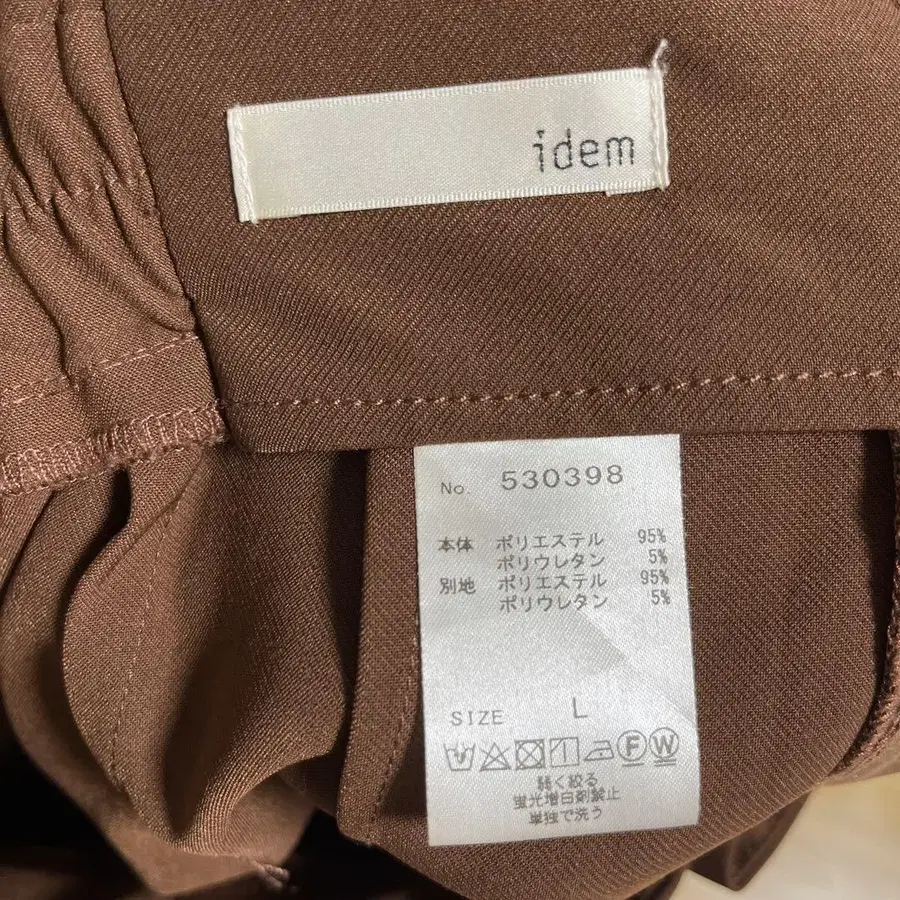 idem
No. 530398
本体 ポリエステル 95%
ポリウレタン 5%
別地 ポリエステル 95%
ポリウレタン 5%
SIZE L
F W
軽く絞る
蛍光増白剤禁止
単独で洗う